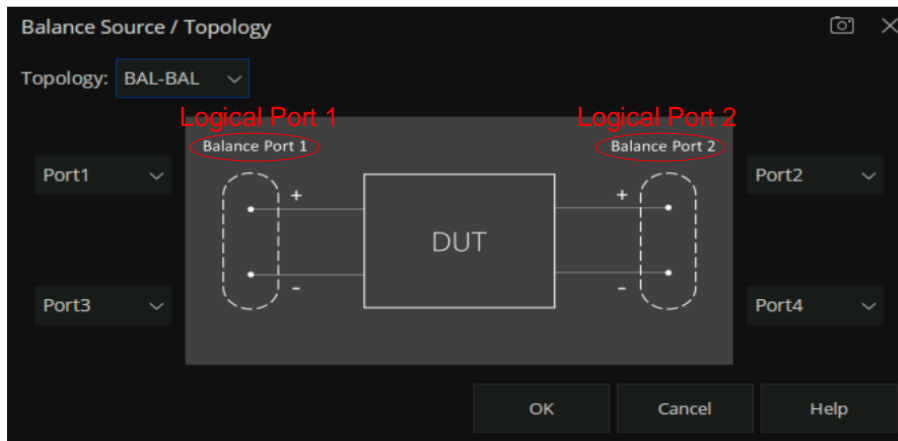 Balance Source / Topology
Topology: BAL-BAL
Logical Port 1 Logical Port 2
Balance Port 1 Balance Port 2
Port1 Port2
+ +
DUT
- -
Port3 Port4
OK Cancel Help